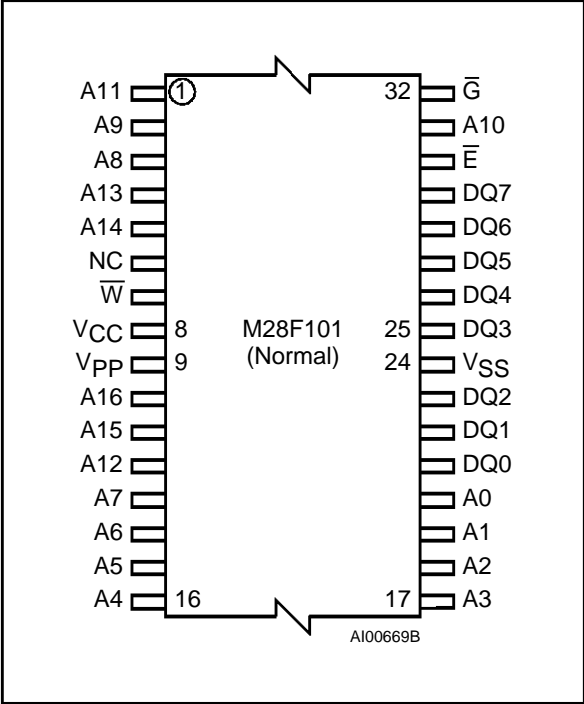 A11 1 32 G̅
A9 A10
A8 E̅
A13 DQ7
A14 DQ6
NC DQ5
W̅ DQ4
VCC 8 M28F101 25 DQ3
VPP 9 (Normal) 24 VSS
A16 DQ2
A15 DQ1
A12 DQ0
A7 A0
A6 A1
A5 A2
A4 16 17 A3
AI00669B